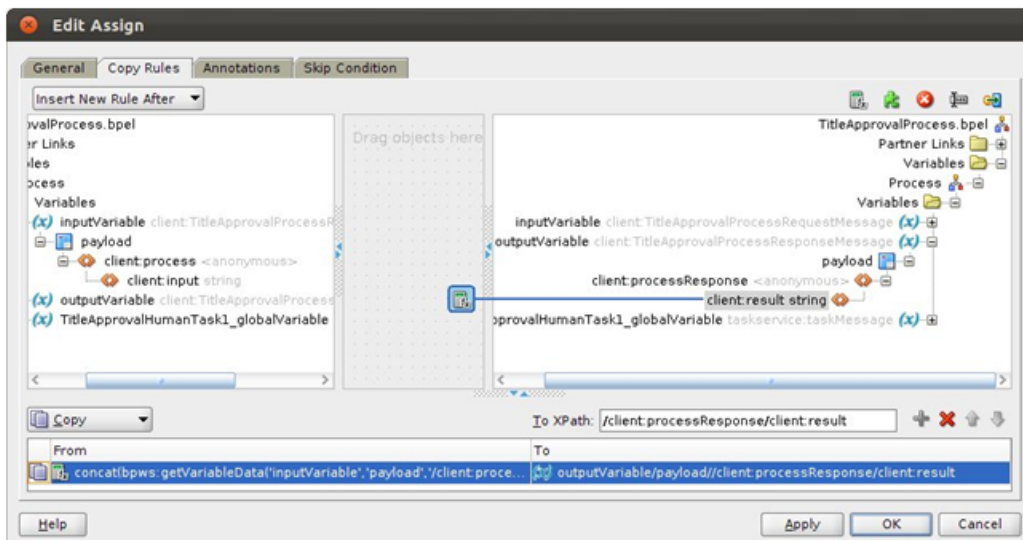 Edit Assign
General Copy Rules Annotations Skip Condition
Insert New Rule After
valProcess.bpel
er Links
les
ocess
Variables
(x) inputVariable client:TitleApprovalProcessR
payload
client:process <anonymous>
client:input string
(x) outputVariable client:TitleApprovalProcess
(x) TitleApprovalHumanTask1_globalVariable
Drag objects here
TitleApprovalProcess.bpel
Partner Links
Variables
Process
Variables
inputVariable client:TitleApprovalProcessRequestMessage (x)
outputVariable client:TitleApprovalProcessResponseMessage (x)
payload
client:processResponse <anonymous>
client:result string
pprovalHumanTask1_globalVariable taskservice:taskMessage (x)
Copy
To XPath: /client:processResponse/client:result
From To
concat(bpws:getVariableData('inputVariable','payload','/client:proce... outputVariable/payload//client:processResponse/client:result
Help Apply OK Cancel